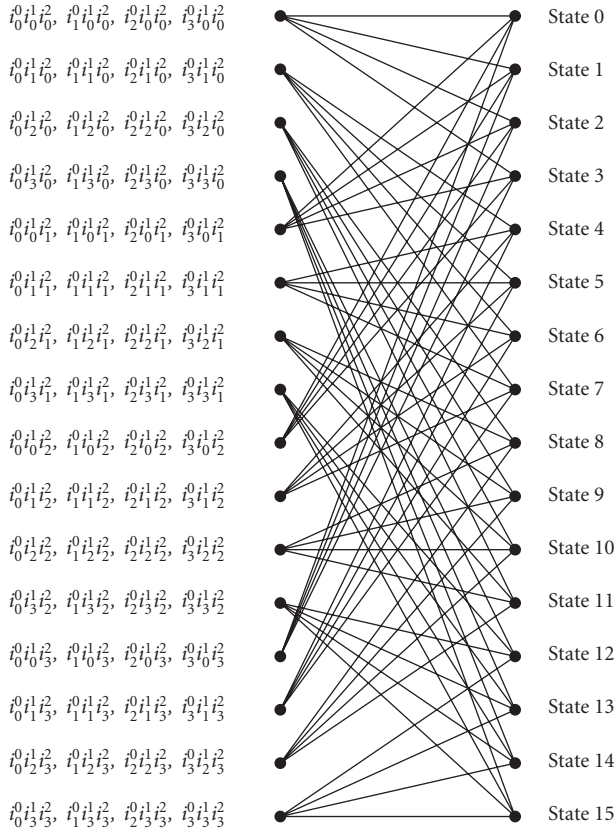 i⁰₀i¹₀i²₀, i⁰₁i¹₀i²₀, i⁰₂i¹₀i²₀, i⁰₃i¹₀i²₀ State 0
i⁰₀i¹₁i²₀, i⁰₁i¹₁i²₀, i⁰₂i¹₁i²₀, i⁰₃i¹₁i²₀ State 1
i⁰₀i¹₂i²₀, i⁰₁i¹₂i²₀, i⁰₂i¹₂i²₀, i⁰₃i¹₂i²₀ State 2
i⁰₀i¹₃i²₀, i⁰₁i¹₃i²₀, i⁰₂i¹₃i²₀, i⁰₃i¹₃i²₀ State 3
i⁰₀i¹₀i²₁, i⁰₁i¹₀i²₁, i⁰₂i¹₀i²₁, i⁰₃i¹₀i²₁ State 4
i⁰₀i¹₁i²₁, i⁰₁i¹₁i²₁, i⁰₂i¹₁i²₁, i⁰₃i¹₁i²₁ State 5
i⁰₀i¹₂i²₁, i⁰₁i¹₂i²₁, i⁰₂i¹₂i²₁, i⁰₃i¹₂i²₁ State 6
i⁰₀i¹₃i²₁, i⁰₁i¹₃i²₁, i⁰₂i¹₃i²₁, i⁰₃i¹₃i²₁ State 7
i⁰₀i¹₀i²₂, i⁰₁i¹₀i²₂, i⁰₂i¹₀i²₂, i⁰₃i¹₀i²₂ State 8
i⁰₀i¹₁i²₂, i⁰₁i¹₁i²₂, i⁰₂i¹₁i²₂, i⁰₃i¹₁i²₂ State 9
i⁰₀i¹₂i²₂, i⁰₁i¹₂i²₂, i⁰₂i¹₂i²₂, i⁰₃i¹₂i²₂ State 10
i⁰₀i¹₃i²₂, i⁰₁i¹₃i²₂, i⁰₂i¹₃i²₂, i⁰₃i¹₃i²₂ State 11
i⁰₀i¹₀i²₃, i⁰₁i¹₀i²₃, i⁰₂i¹₀i²₃, i⁰₃i¹₀i²₃ State 12
i⁰₀i¹₁i²₃, i⁰₁i¹₁i²₃, i⁰₂i¹₁i²₃, i⁰₃i¹₁i²₃ State 13
i⁰₀i¹₂i²₃, i⁰₁i¹₂i²₃, i⁰₂i¹₂i²₃, i⁰₃i¹₂i²₃ State 14
i⁰₀i¹₃i²₃, i⁰₁i¹₃i²₃, i⁰₂i¹₃i²₃, i⁰₃i¹₃i²₃ State 15